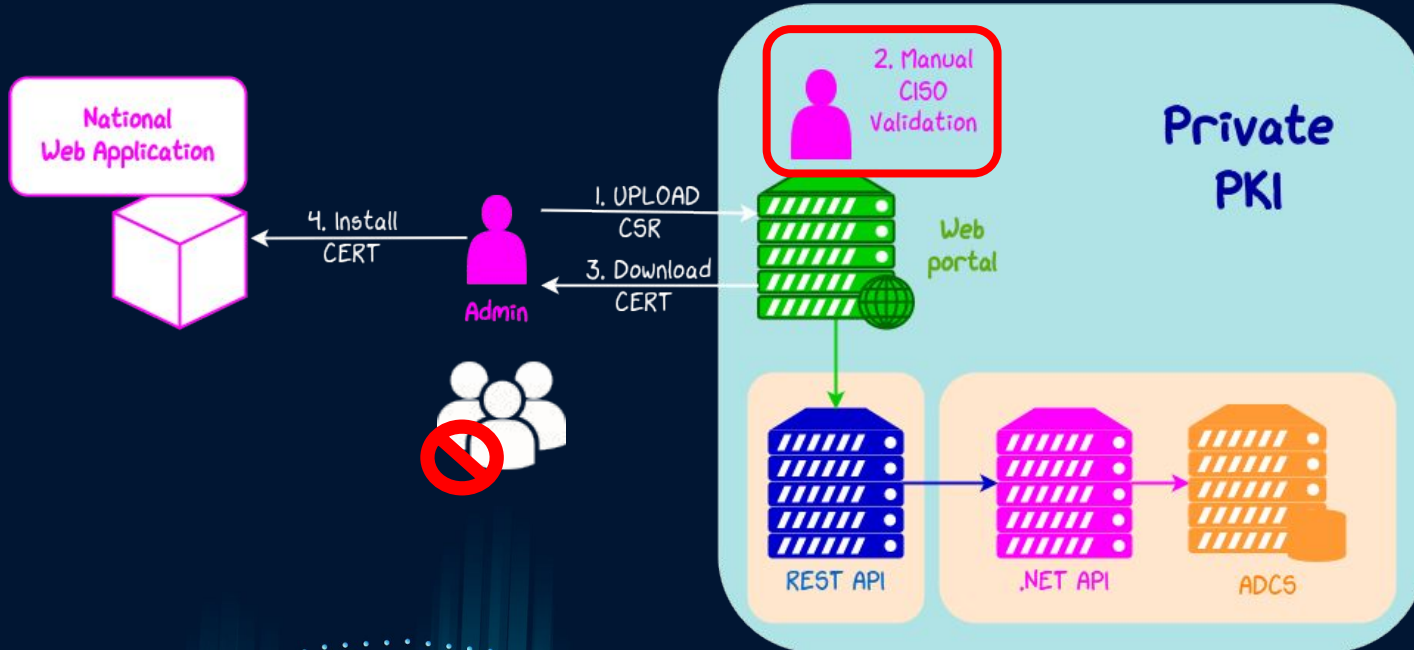 National
Web Application
4. Install
CERT
Admin
1. UPLOAD
CSR
3. Download
CERT
2. Manual
CISO
Validation
Private
PKI
Web
portal
REST API
.NET API
ADCS